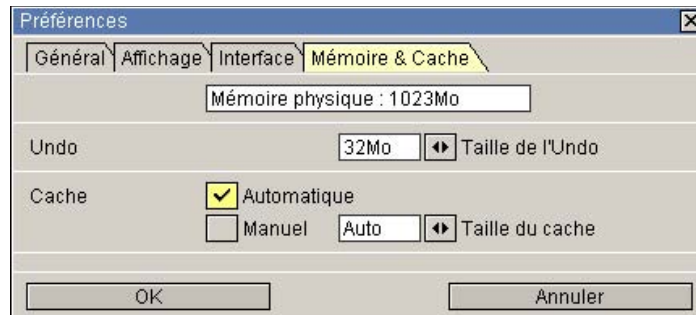 Préférences
Général Affichage Interface Mémoire & Cache
Mémoire physique : 1023Mo
Undo 32Mo Taille de l'Undo
Cache Automatique
Manuel Auto Taille du cache
OK Annuler